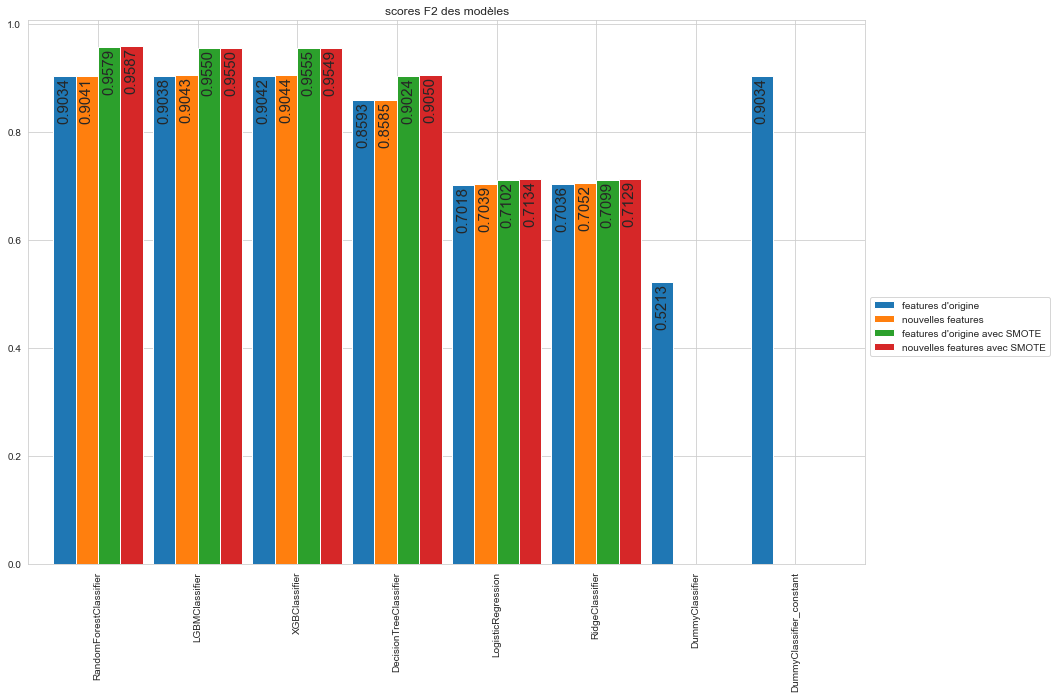 scores F2 des modèles
1.0
0.8
0.6
0.4
0.2
0.0
0.9034
0.9041
0.9579
0.9587
0.9038
0.9043
0.9550
0.9550
0.9042
0.9044
0.9555
0.9549
0.8593
0.8585
0.9024
0.9050
0.7018
0.7039
0.7102
0.7134
0.7036
0.7052
0.7099
0.7129
0.5213
0.9034
RandomForestClassifier
LGBMClassifier
XGBClassifier
DecisionTreeClassifier
LogisticRegression
RidgeClassifier
DummyClassifier
DummyClassifier_constant
features d'origine
nouvelles features
features d'origine avec SMOTE
nouvelles features avec SMOTE